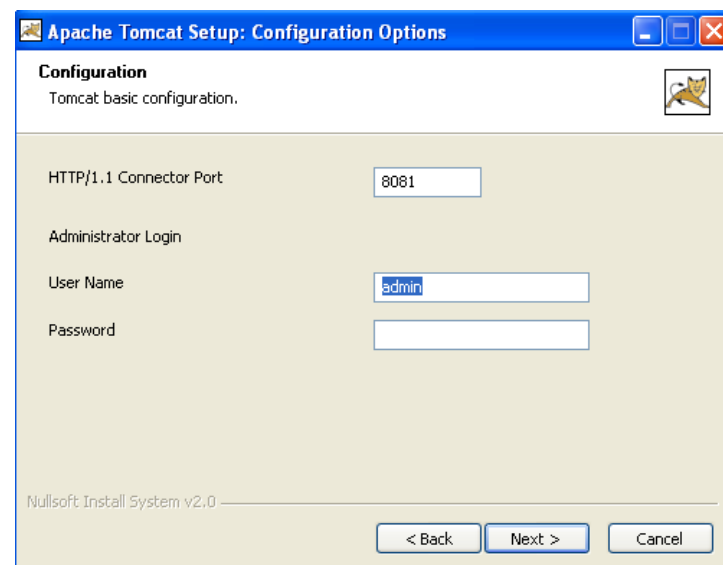 Apache Tomcat Setup: Configuration Options
Configuration
Tomcat basic configuration.
HTTP/1.1 Connector Port 8081
Administrator Login
User Name admin
Password
Nullsoft Install System v2.0
< Back Next > Cancel